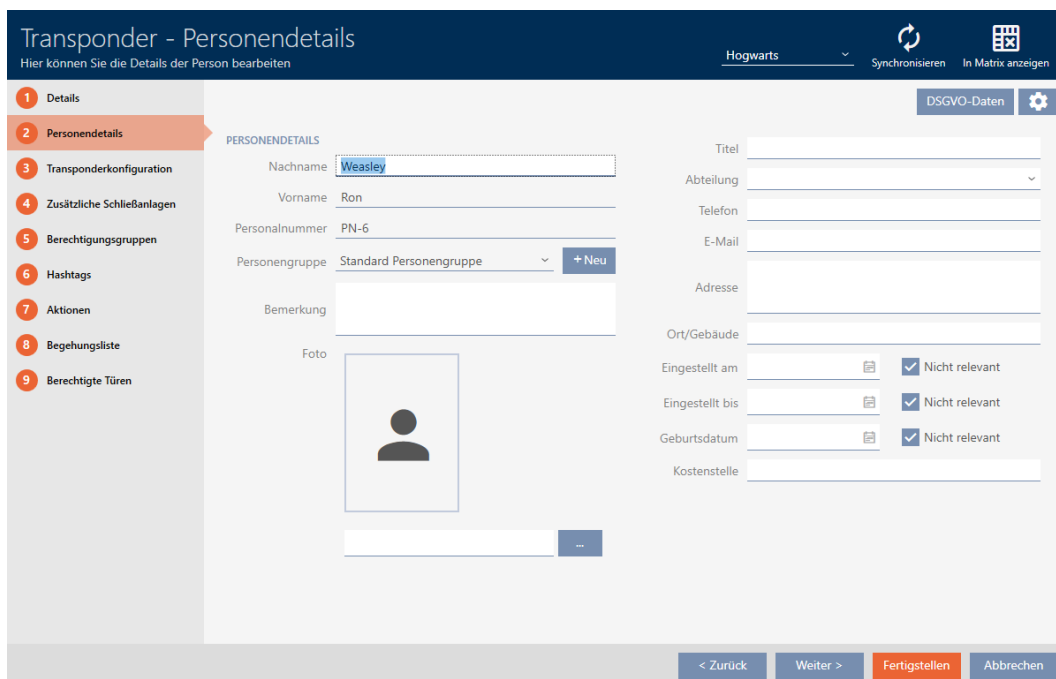 Transponder - Personendetails
Hier können Sie die Details der Person bearbeiten
Hogwarts
Synchronisieren
In Matrix anzeigen
1 Details
2 Personendetails
3 Transponderkonfiguration
4 Zusätzliche Schließanlagen
5 Berechtigungsgruppen
6 Hashtags
7 Aktionen
8 Begehungsliste
9 Berechtigte Türen
DSGVO-Daten
PERSONENDETAILS
Nachname Weasley
Vorname Ron
Personalnummer PN-6
Personengruppe Standard Personengruppe + Neu
Bemerkung
Foto
...
Titel
Abteilung
Telefon
E-Mail
Adresse
Ort/Gebäude
Eingestellt am Nicht relevant
Eingestellt bis Nicht relevant
Geburtsdatum Nicht relevant
Kostenstelle
< Zurück
Weiter >
Fertigstellen
Abbrechen